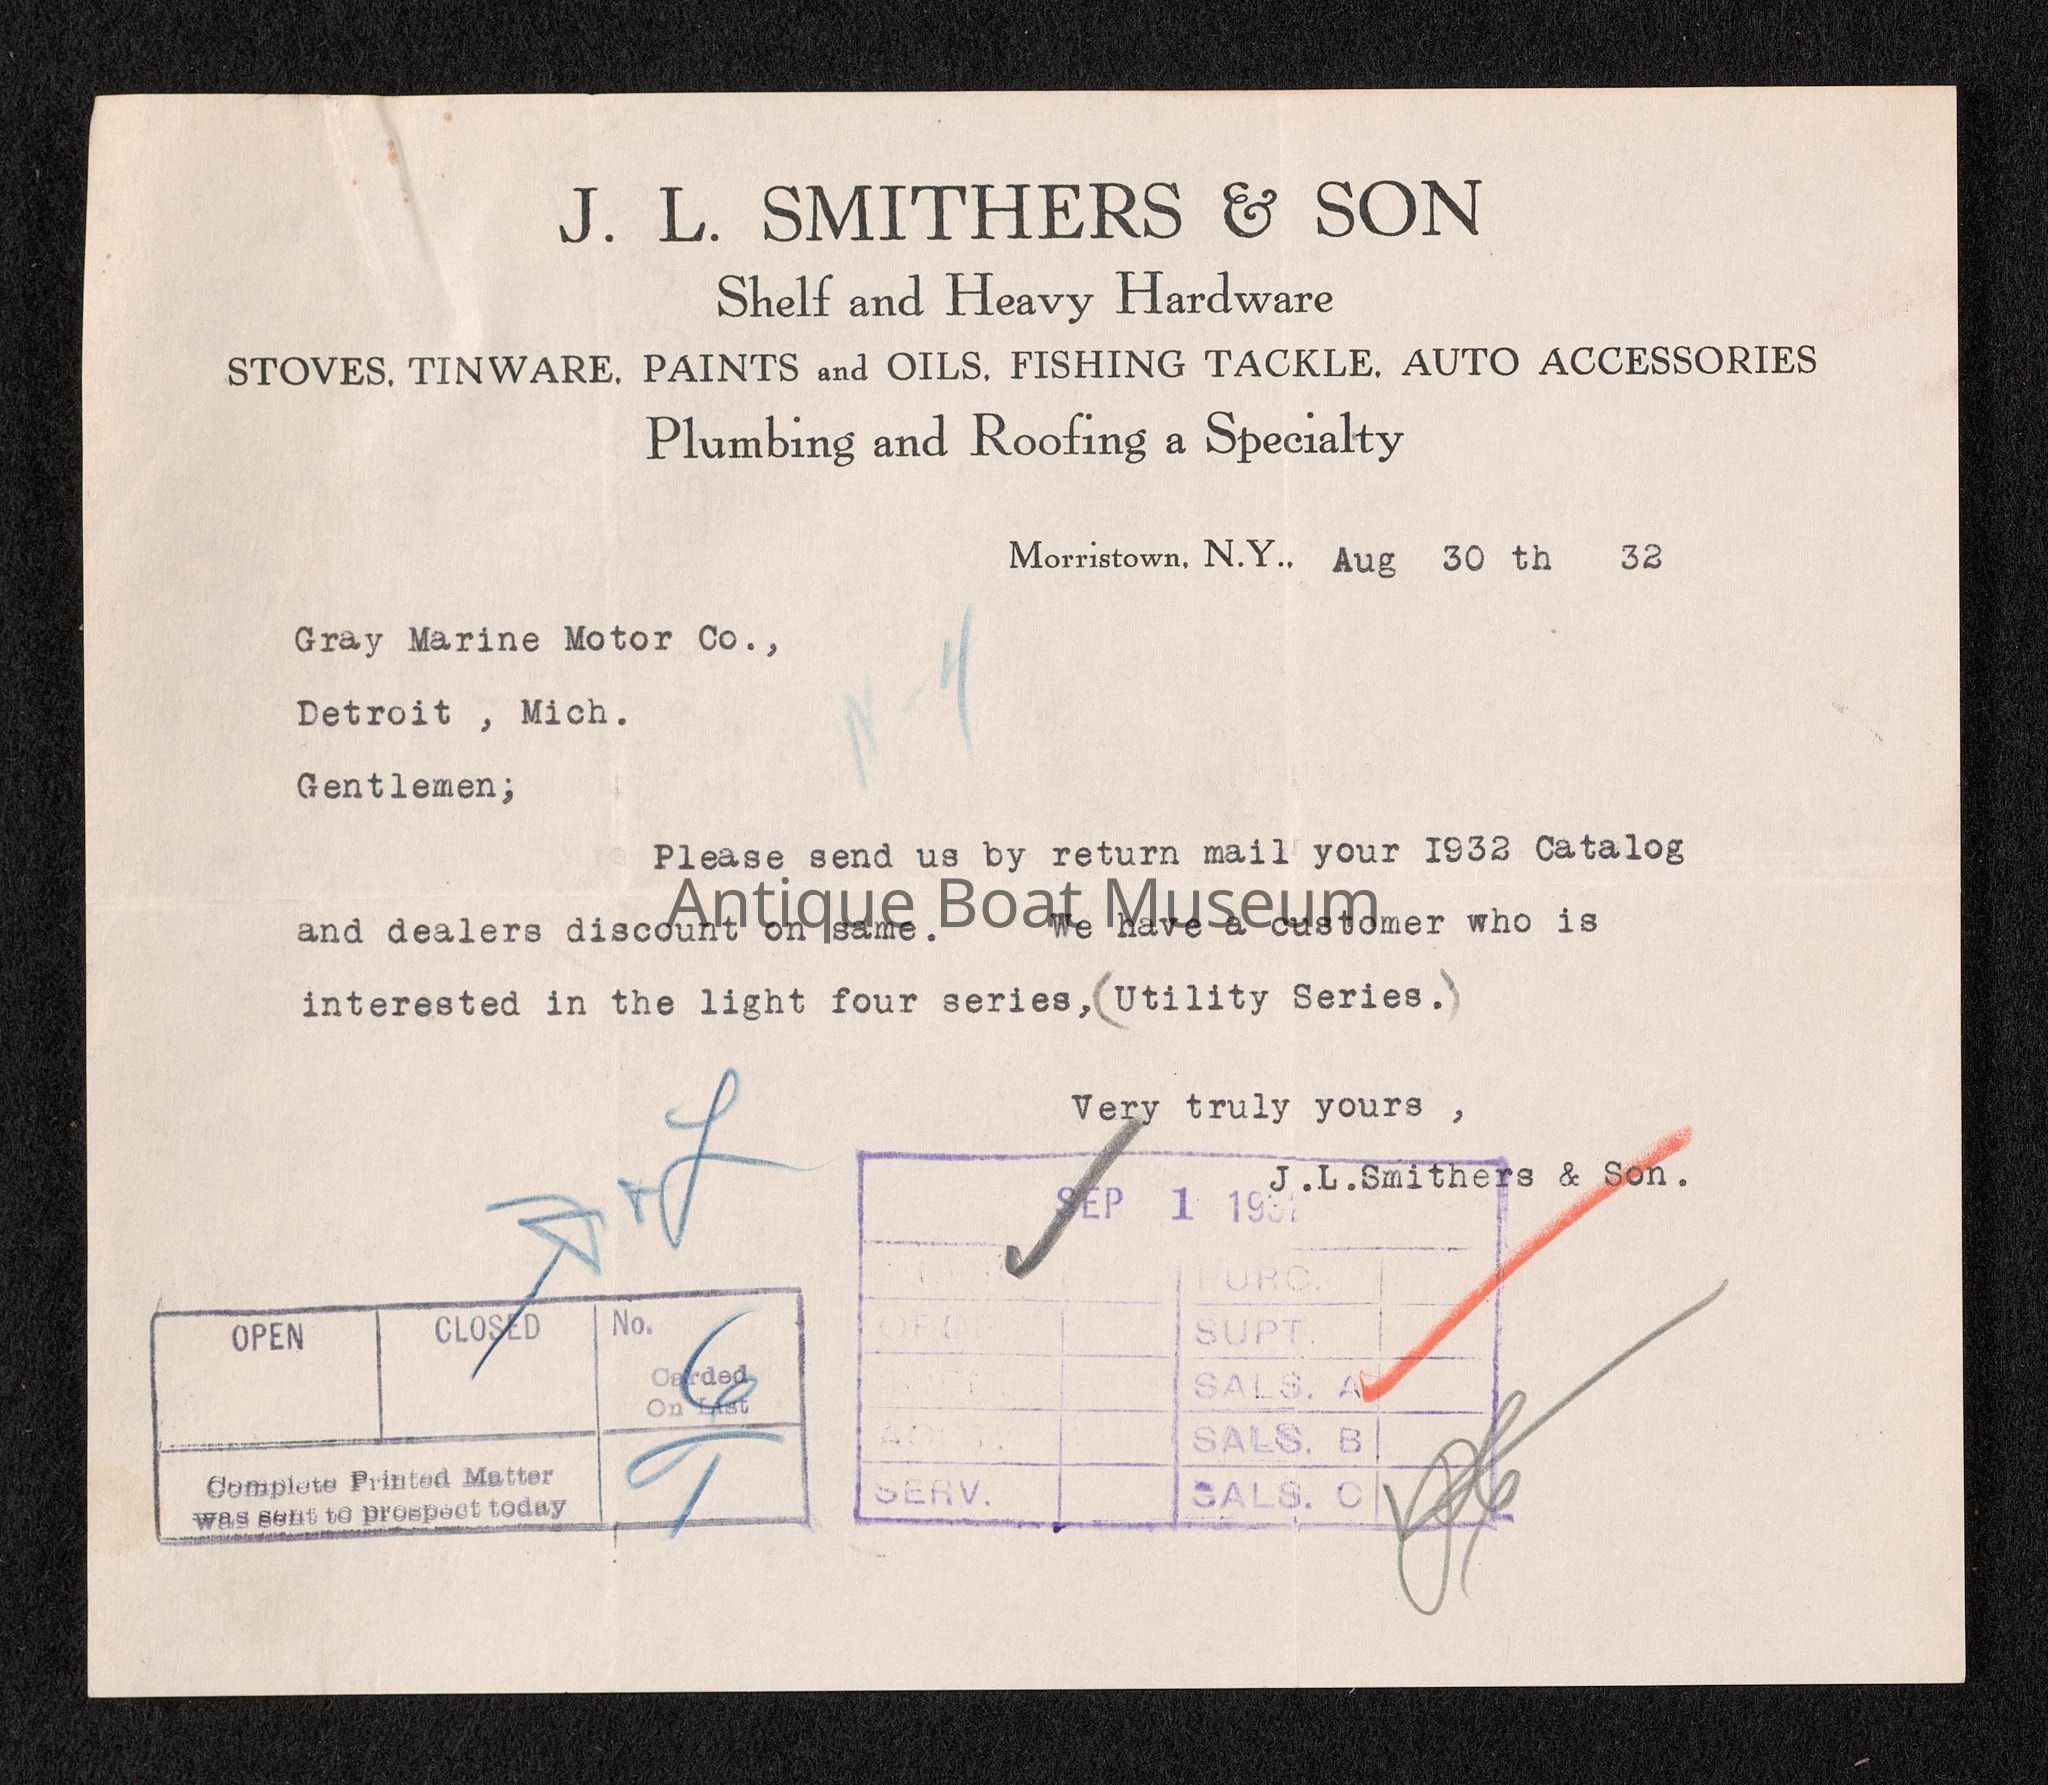 J. L. SMITHERS & SON
Shelf and Heavy Hardware
STOVES, TINWARE, PAINTS and OILS, FISHING TACKLE, AUTO ACCESSORIES
Plumbing and Roofing a Specialty
Morristown, N.Y., Aug 30 th 32
Gray Marine Motor Co.,
Detroit , Mich.
Gentlemen;
Please send us by return mail your I932 Catalog
Antique Boat Museum
and dealers discount on same. We have a customer who is
interested in the light four series,(Utility Series.)
Very truly yours ,
J.L.Smithers & Son.
SEP 1 193
PURC.
SUPT.
SALS. A
SALS. B
SERV. SALS. C
OPEN CLOSED No.
Carded
On List
Complete Printed Matter
was sent to prospect today